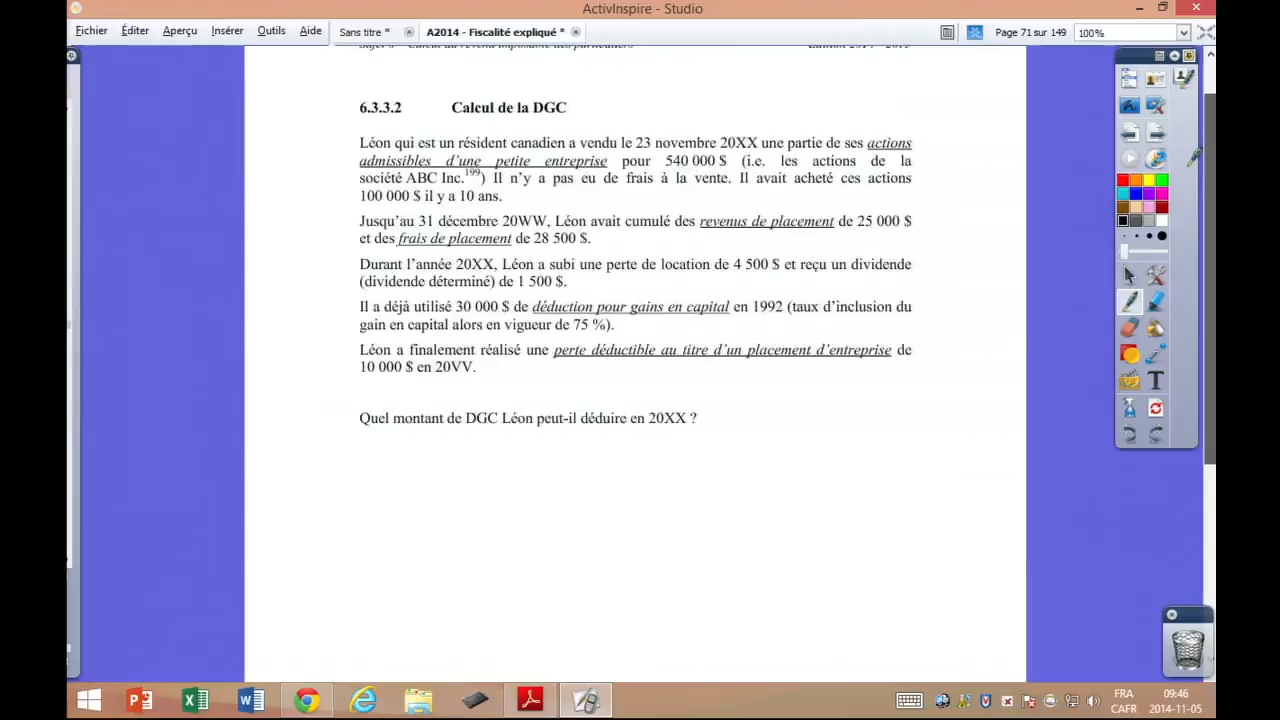 ActivInspire - Studio
Fichier Éditer Aperçu Insérer Outils Aide Sans titre * A2014 - Fiscalité expliqué * Page 71 sur 149 100%
6.3.3.2 Calcul de la DGC
Léon qui est un résident canadien a vendu le 23 novembre 20XX une partie de ses actions
admissibles d’une petite entreprise pour 540 000 $ (i.e. les actions de la
société ABC Inc.199) Il n’y a pas eu de frais à la vente. Il avait acheté ces actions
100 000 $ il y a 10 ans.
Jusqu’au 31 décembre 20WW, Léon avait cumulé des revenus de placement de 25 000 $
et des frais de placement de 28 500 $.
Durant l’année 20XX, Léon a subi une perte de location de 4 500 $ et reçu un dividende
(dividende déterminé) de 1 500 $.
Il a déjà utilisé 30 000 $ de déduction pour gains en capital en 1992 (taux d’inclusion du
gain en capital alors en vigueur de 75 %).
Léon a finalement réalisé une perte déductible au titre d’un placement d’entreprise de
10 000 $ en 20VV.
Quel montant de DGC Léon peut-il déduire en 20XX ?
FRA 09:46
CAFR 2014-11-05